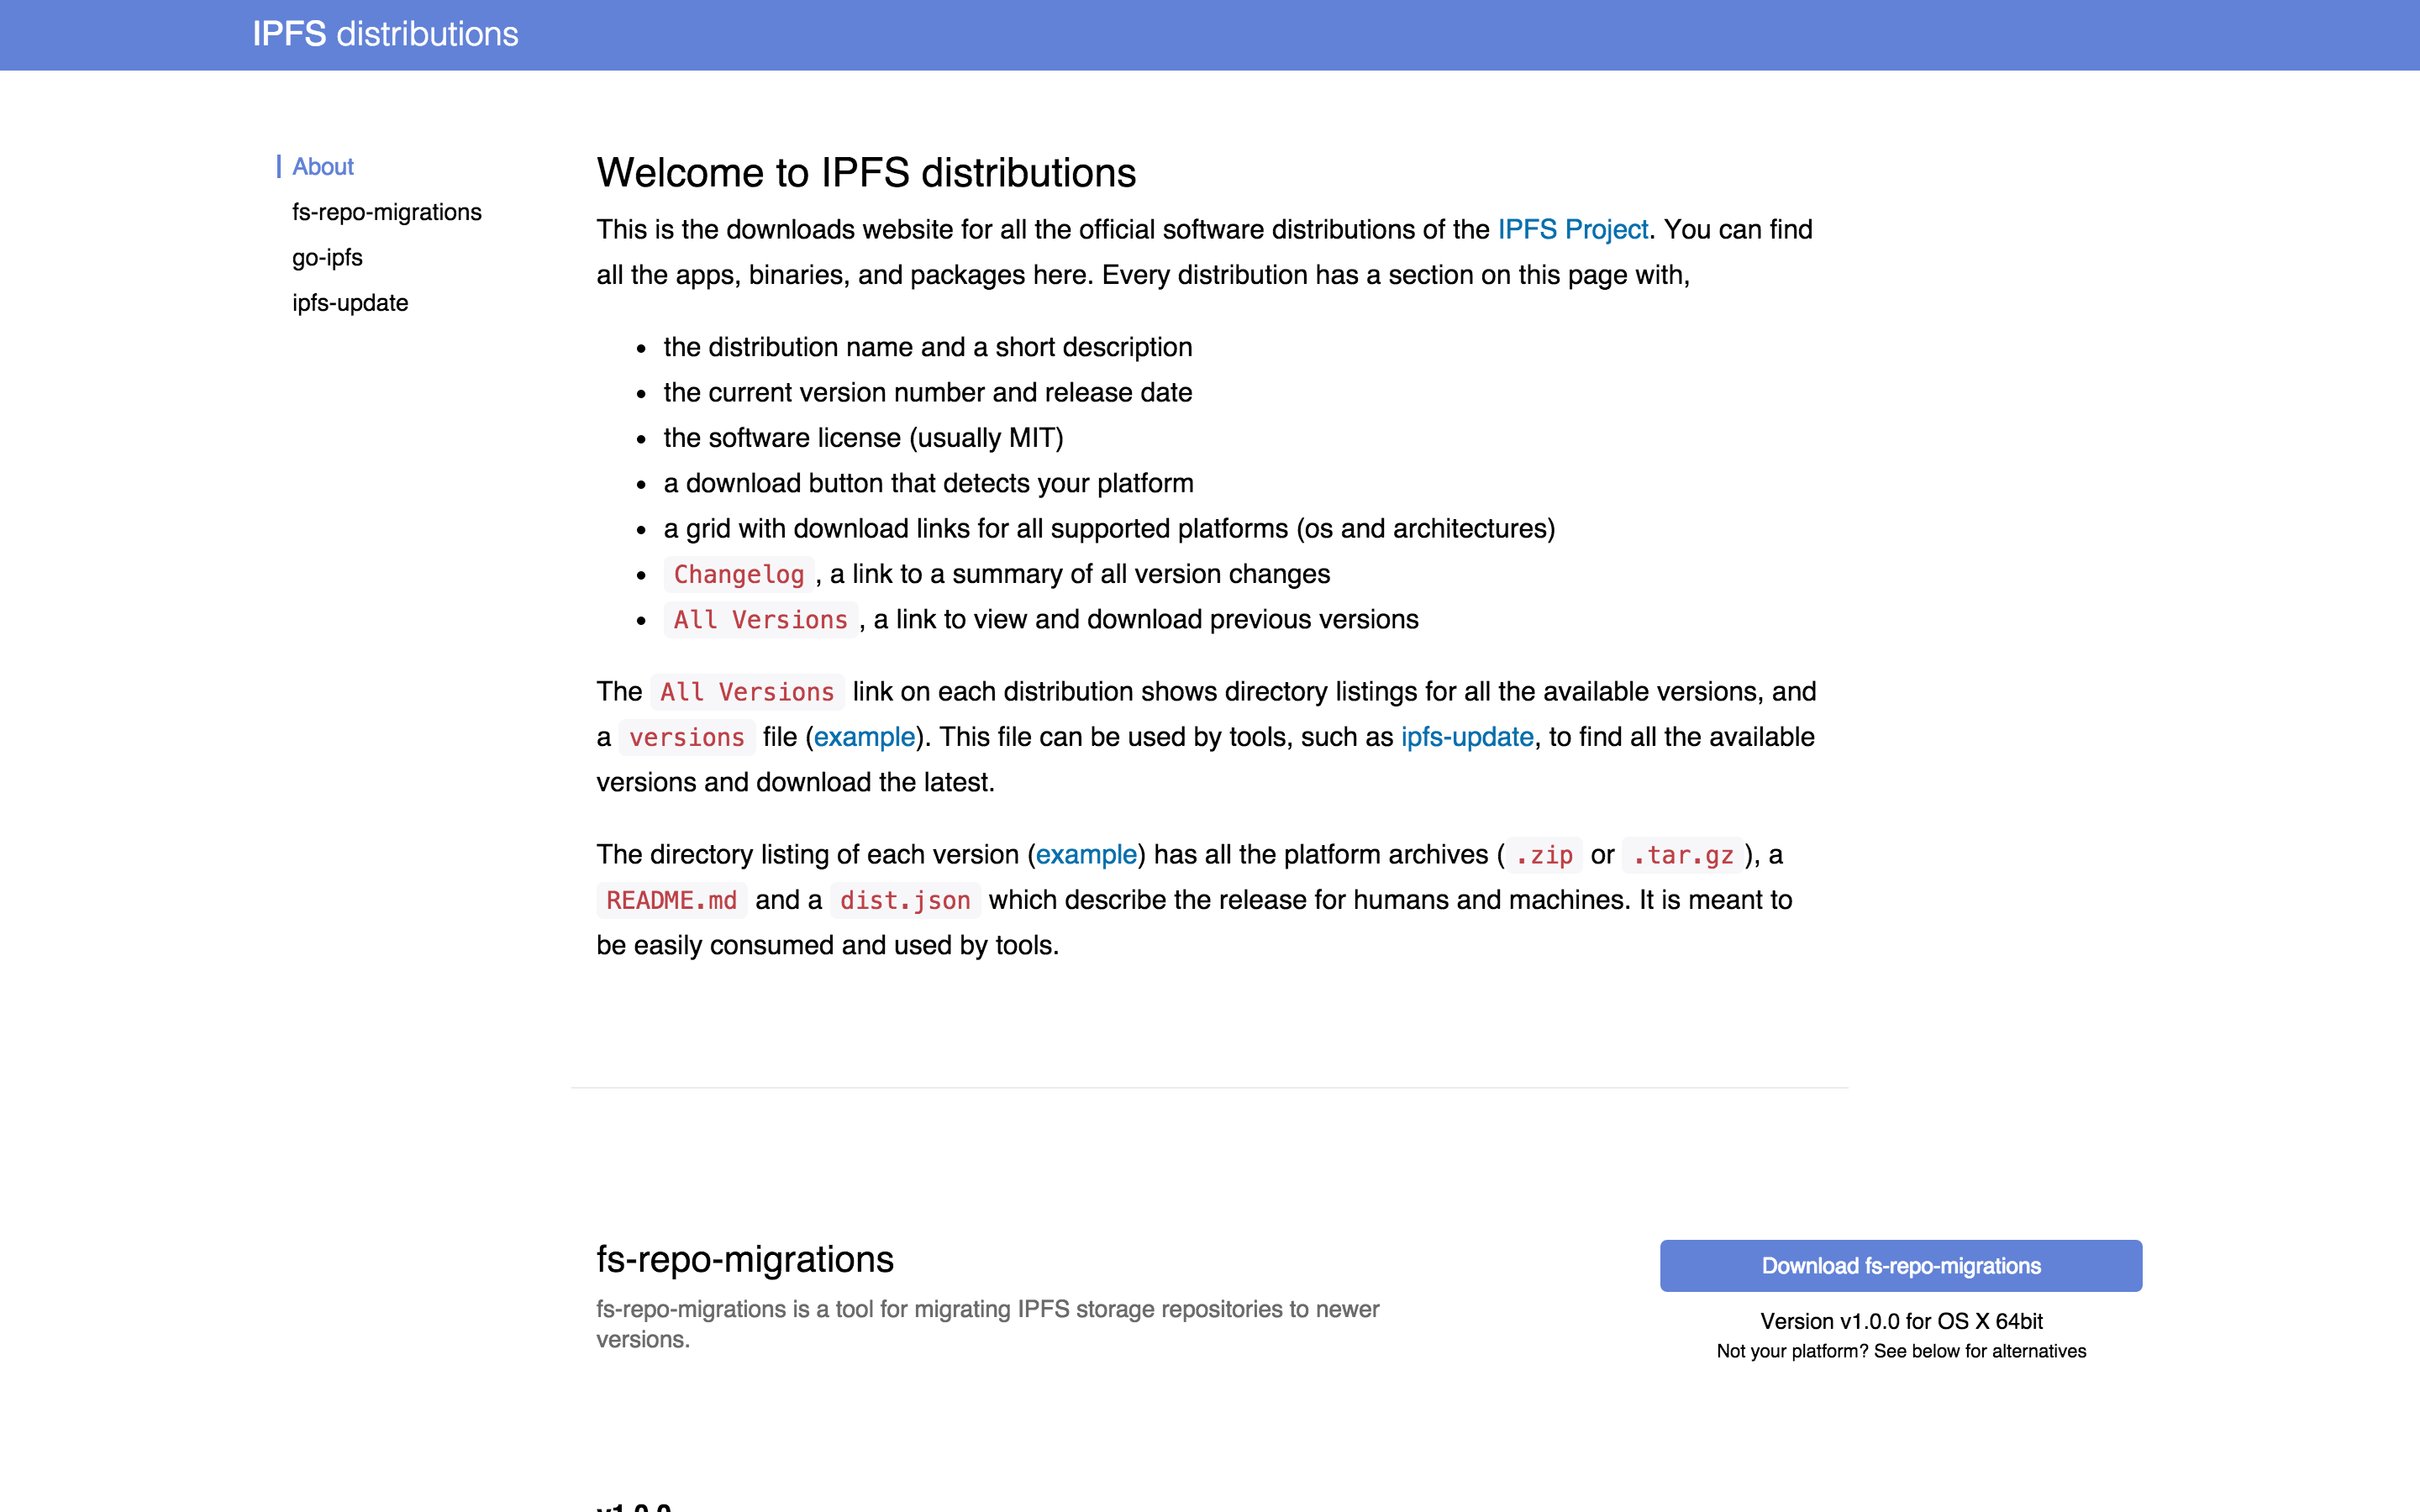 IPFS distributions
About
fs-repo-migrations
go-ipfs
ipfs-update
Welcome to IPFS distributions
This is the downloads website for all the official software distributions of the IPFS Project. You can find
all the apps, binaries, and packages here. Every distribution has a section on this page with,
• the distribution name and a short description
• the current version number and release date
• the software license (usually MIT)
• a download button that detects your platform
• a grid with download links for all supported platforms (os and architectures)
• Changelog , a link to a summary of all version changes
• All Versions , a link to view and download previous versions
The All Versions link on each distribution shows directory listings for all the available versions, and
a versions file (example). This file can be used by tools, such as ipfs-update, to find all the available
versions and download the latest.
The directory listing of each version (example) has all the platform archives ( .zip or .tar.gz ), a
README.md and a dist.json which describe the release for humans and machines. It is meant to
be easily consumed and used by tools.
fs-repo-migrations
fs-repo-migrations is a tool for migrating IPFS storage repositories to newer
versions.
Download fs-repo-migrations
Version v1.0.0 for OS X 64bit
Not your platform? See below for alternatives
v1.0.0